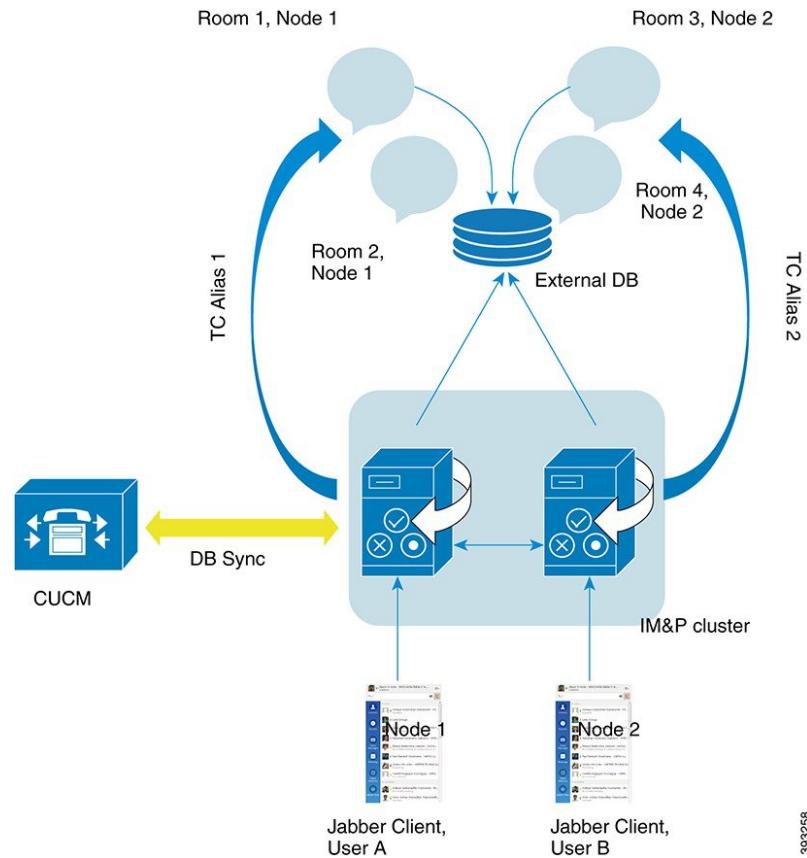 Room 1, Node 1
Room 3, Node 2
Room 2,
Node 1
Room 4,
Node 2
External DB
TC Alias 1
TC Alias 2
CUCM
DB Sync
IM&P cluster
Node 1
Node 2
Jabber Client,
User A
Jabber Client,
User B
393258